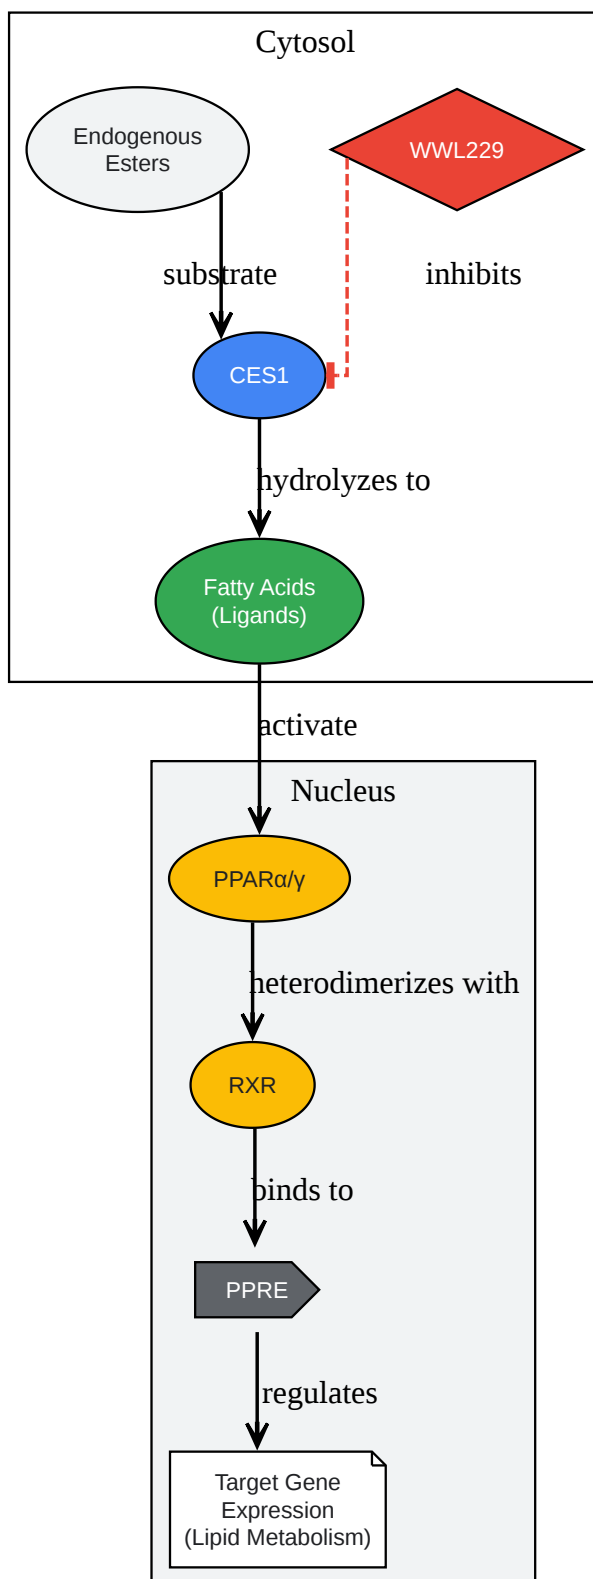 Cytosol
Endogenous
Esters
WWL229
substrate
inhibits
CES1
hydrolyzes to
Fatty Acids
(Ligands)
activate
Nucleus
PPARα/γ
heterodimerizes with
RXR
binds to
PPRE
regulates
Target Gene
Expression
(Lipid Metabolism)